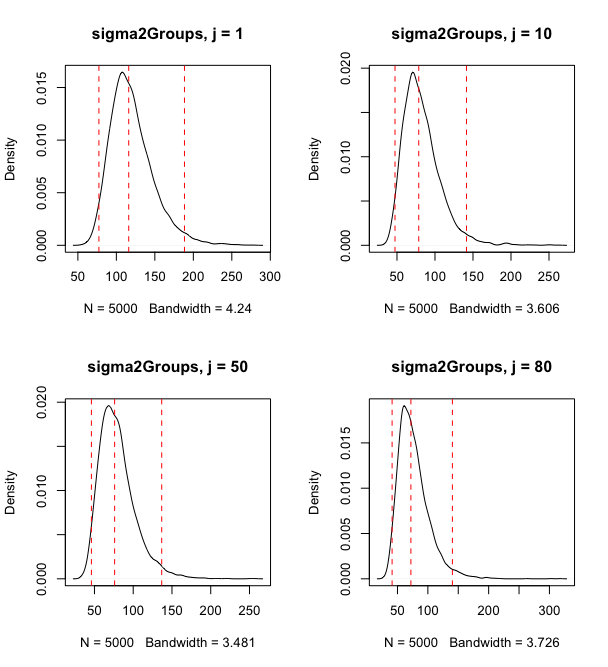 sigma2Groups, j = 1
Density
0.000 0.005 0.010 0.015
50 100 150 200 250 300
N = 5000 Bandwidth = 4.24
sigma2Groups, j = 10
Density
0.000 0.010 0.020
50 100 150 200 250
N = 5000 Bandwidth = 3.606
sigma2Groups, j = 50
Density
0.000 0.010 0.020
50 100 150 200 250
N = 5000 Bandwidth = 3.481
sigma2Groups, j = 80
Density
0.000 0.005 0.010 0.015
50 100 200 300
N = 5000 Bandwidth = 3.726